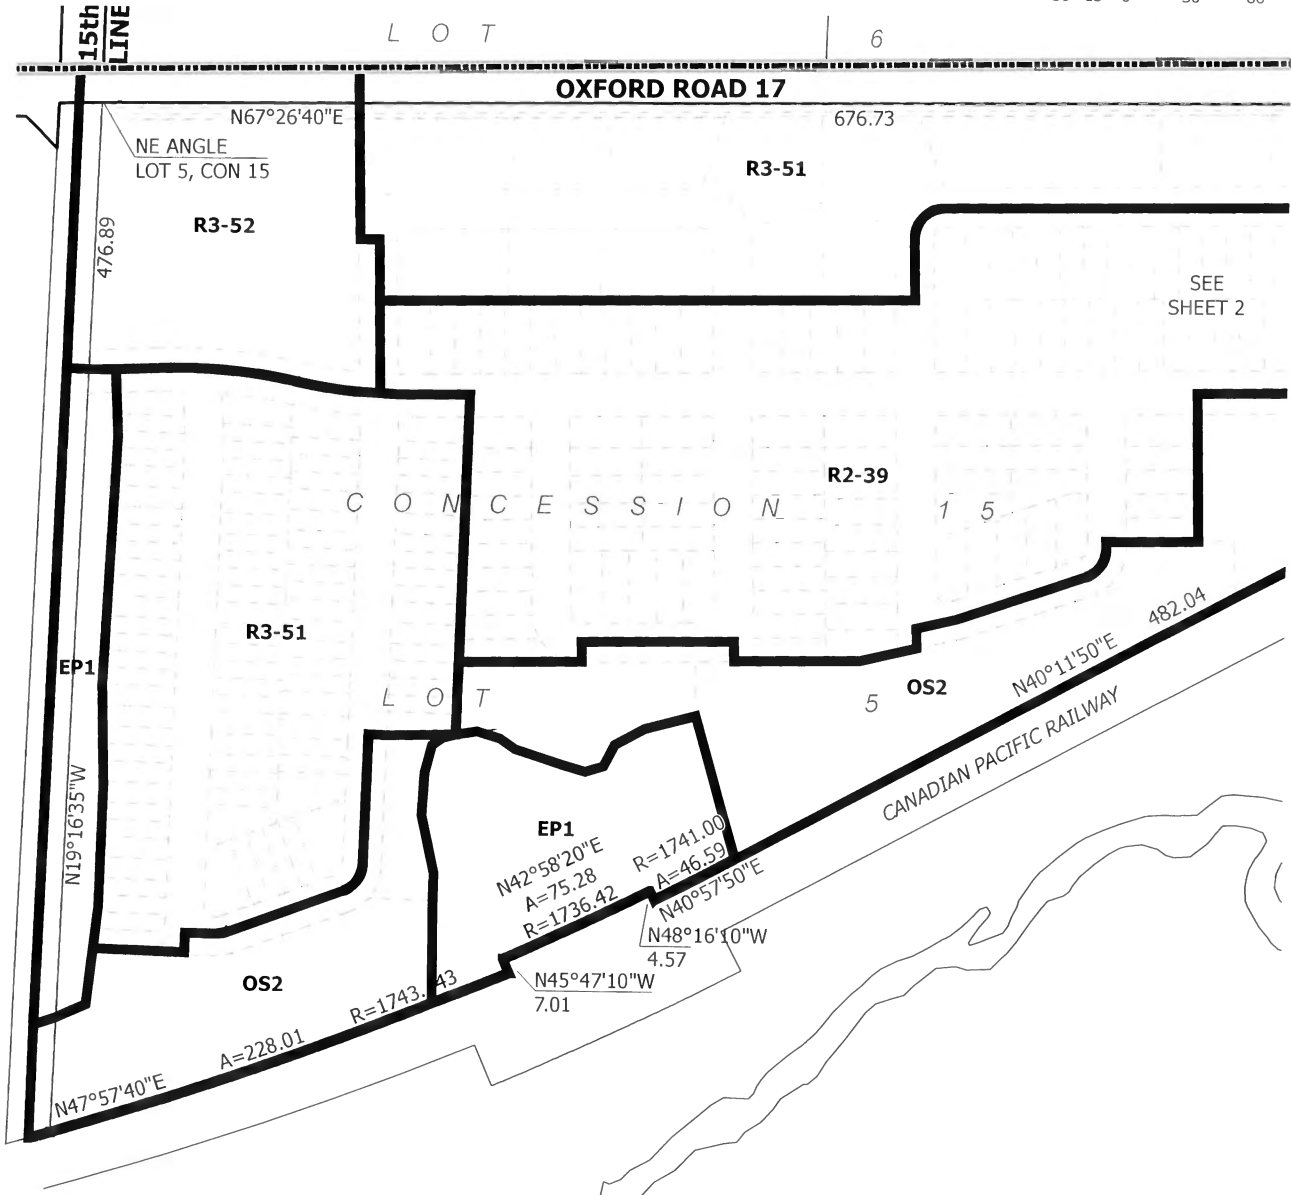 15th
LINE
LOT
6
OXFORD ROAD 17
N67°26'40"E
676.73
NE ANGLE
LOT 5, CON 15
R3-51
R3-52
476.89
SEE
SHEET 2
R2-39
CONCESSION 15
R3-51
EP1
482.04
N40°11'50"E
OS2
LOT
5
CANADIAN PACIFIC RAILWAY
N19°16'35"W
EP1
N42°58'20"E
A=75.28
R=1736.42
R=1741.00
A=46.59
N40°57'50"E
N48°16'10"W
4.57
N45°47'10"W
7.01
OS2
A=228.01
N47°57'40"E